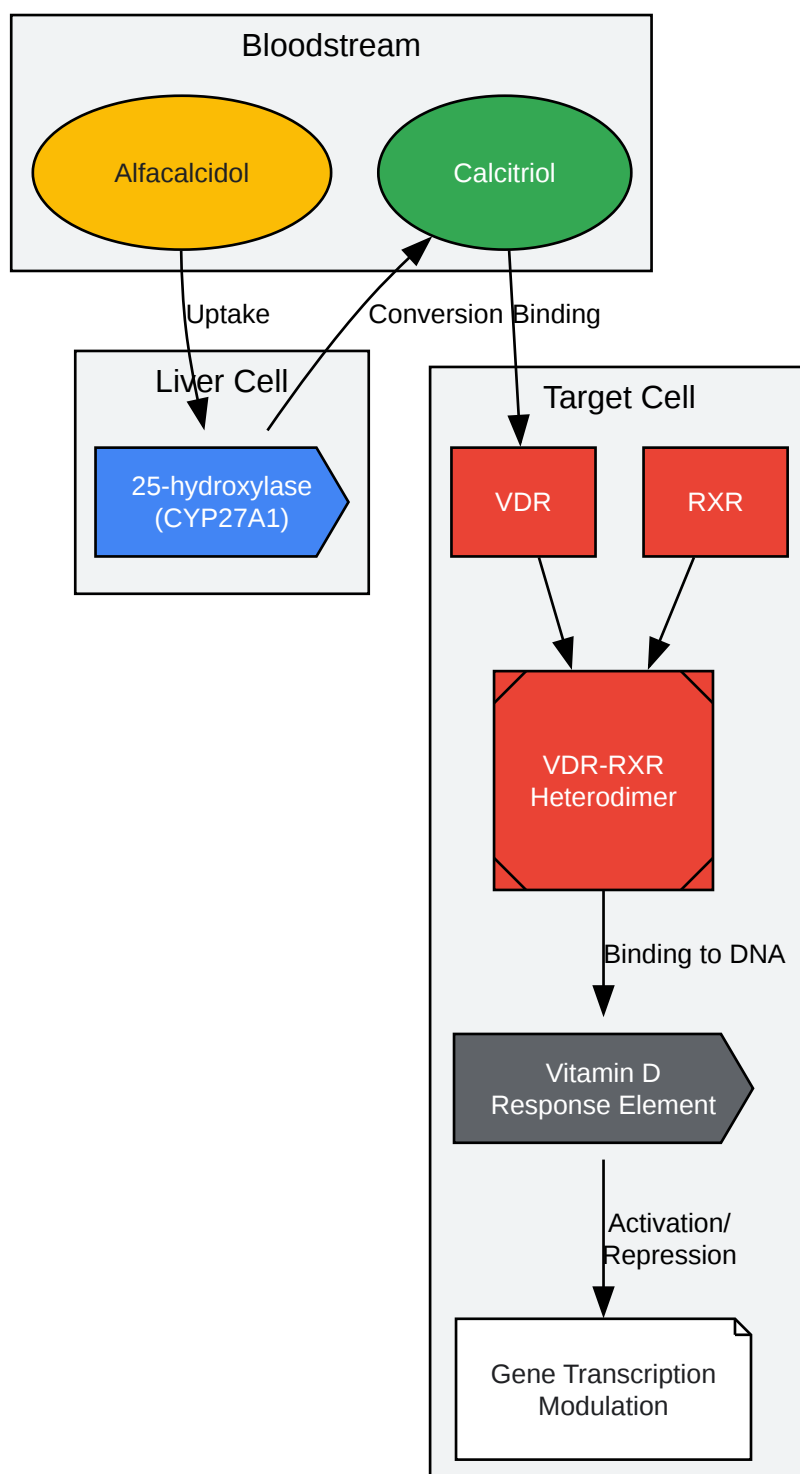 Bloodstream
Alfacalcidol
Calcitriol
Uptake
Conversion
Binding
Liver Cell
25-hydroxylase
(CYP27A1)
Target Cell
VDR
RXR
VDR-RXR
Heterodimer
Binding to DNA
Vitamin D
Response Element
Activation/
Repression
Gene Transcription
Modulation